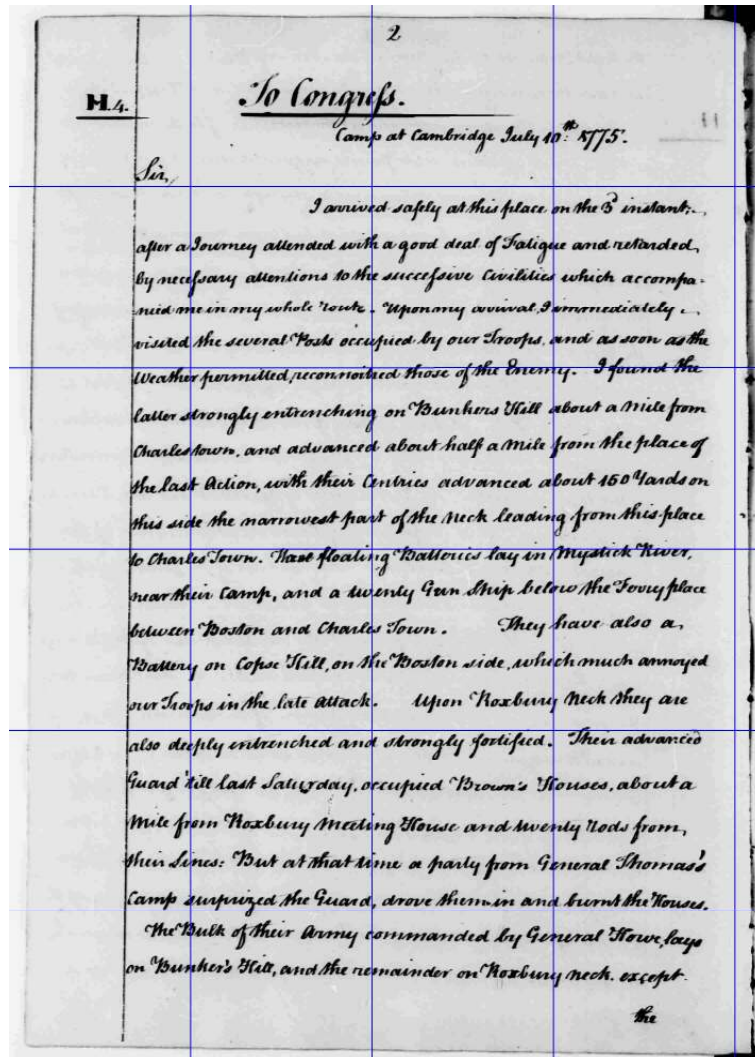 2
H.4.
To Congress.
Camp at Cambridge July 10th. 1775.
Sir,
I arrived safely at this place on the 3d instant,
after a Journey attended with a good deal of Fatigue and retarded,
by necessary attentions to the successive Civilities which accompa-
nied me in my whole route. Upon my arrival, I immediately
visited the several Posts occupied by our Troops, and as soon as the
Weather permitted, reconnoitred those of the Enemy. I found the
latter strongly entrenching on Bunkers Hill about a Mile from
Charlestown, and advanced about half a Mile from the place of
the last Action, with their Centries advanced about 150 Yards on
this side the narrowest part of the Neck leading from this place
to Charles Town. floating Batteries lay in Mystick River,
near their Camp, and a twenty Gun Ship below the Ferry place
between Boston and Charles Town. They have also a
Battery on Copse Hill, on the Boston side, which much annoyed
our Troops in the late attack. Upon Roxbury Neck they are
also deeply entrenched and strongly fortified. Their advanced
Guard 'till last Saturday, occupied Brown's Houses, about a
Mile from Roxbury Meeting House and twenty rods from,
their Lines: But at that time a party from General Thomas's
Camp surprized the Guard, drove them in and burnt the Houses.
The Bulk of their Army commanded by General Howe, lays
on Bunker's Hill, and the remainder on Roxbury Neck, except
the